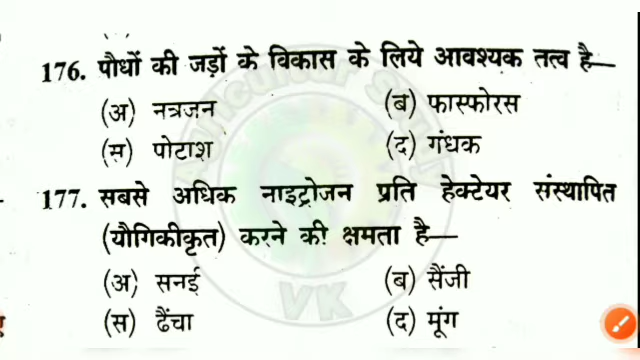 176. पौधों की जड़ों के विकास के लिये आवश्यक तत्व है—
(अ) नत्रजन (ब) फास्फोरस
(स) पोटाश (द) गंधक
177. सबसे अधिक नाइट्रोजन प्रति हेक्टेयर संस्थापित
(यौगिकीकृत) करने की क्षमता है—
(अ) सनई (ब) सैंजी
(स) ढैंचा (द) मूंग
VK